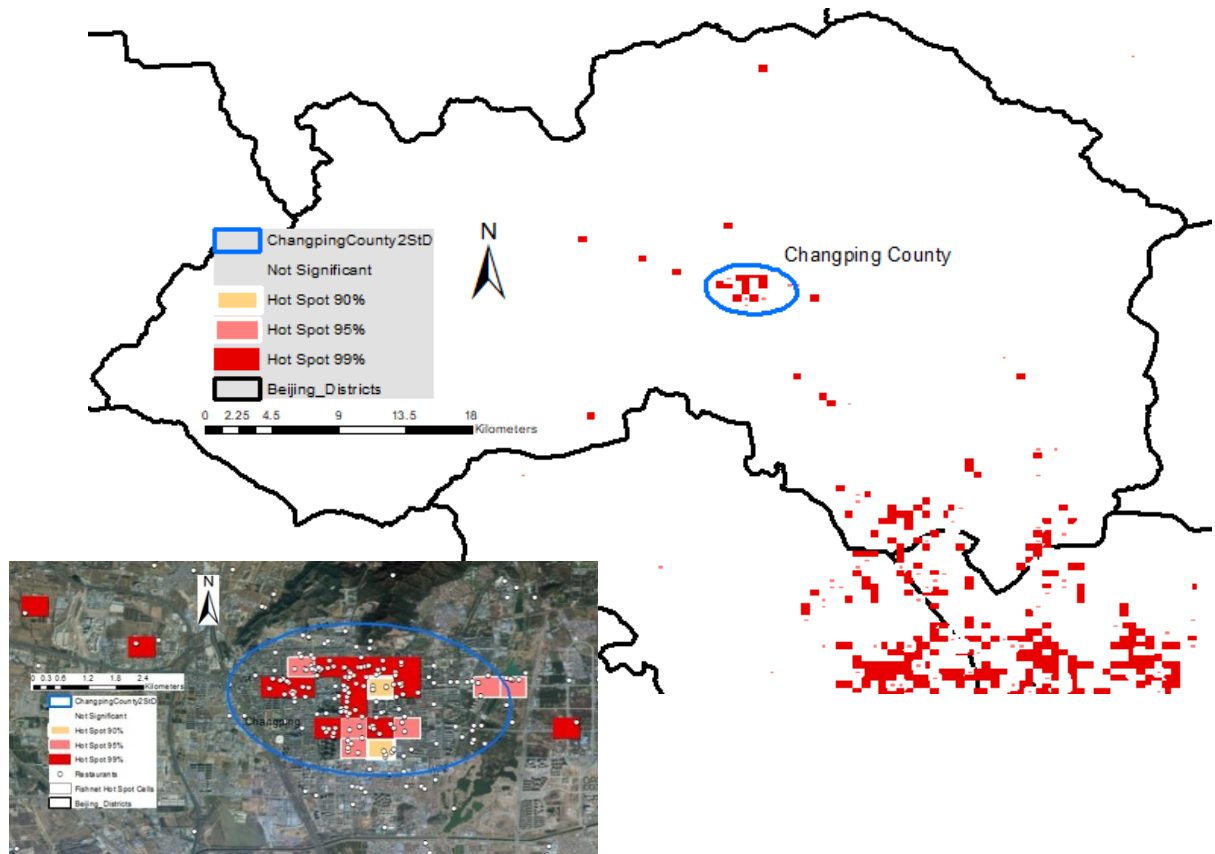 N
Changping County
ChangpingCounty2StD
Not Significant
Hot Spot 90%
Hot Spot 95%
Hot Spot 99%
Beijing_Districts
0 2.25 4.5 9 13.5 18
Kilometers
N
0 0.3 0.6 1.2 1.8 2.4
Kilometers
ChangpingCounty2StD
Not Significant
Hot Spot 90%
Hot Spot 95%
Hot Spot 99%
Restaurants
Fishnet Hot Spot Cells
Beijing_Districts
Changping